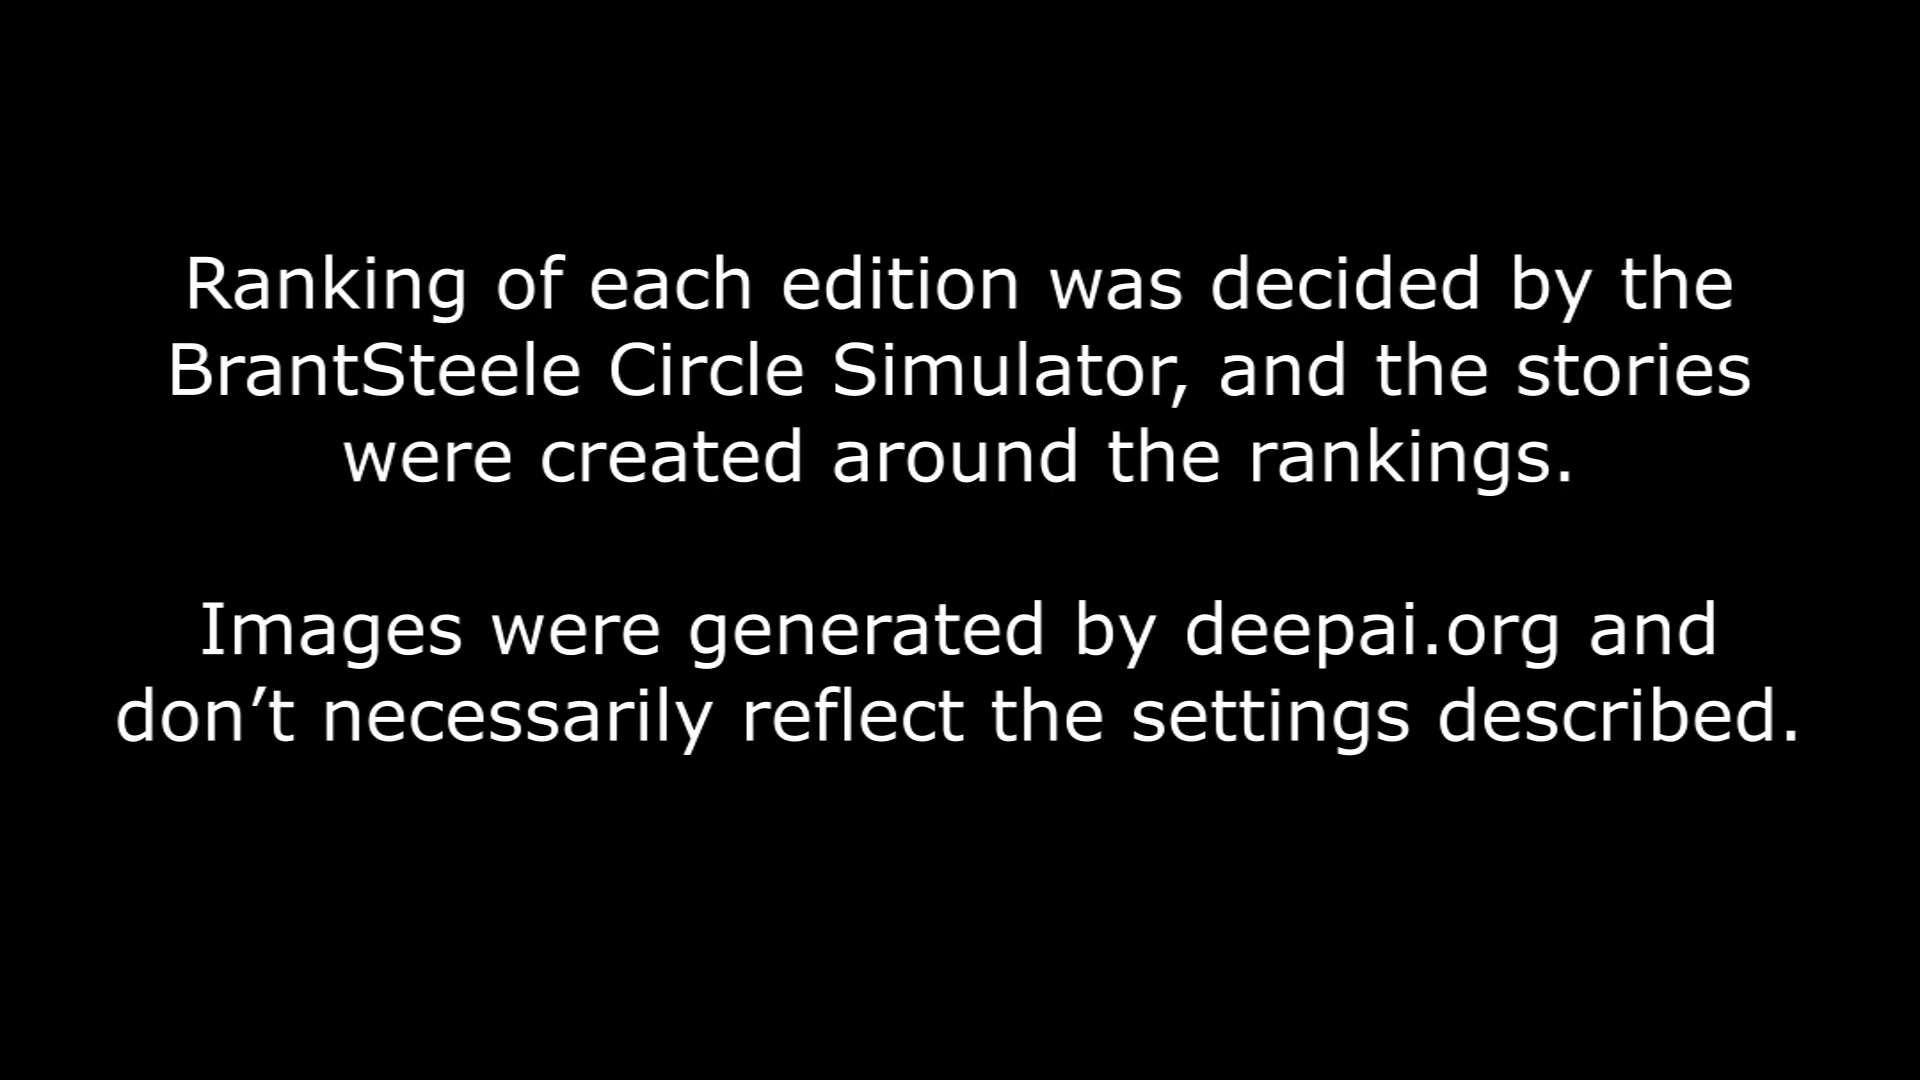 Ranking of each edition was decided by the
BrantSteele Circle Simulator, and the stories
were created around the rankings.
Images were generated by deepai.org and
don’t necessarily reflect the settings described.